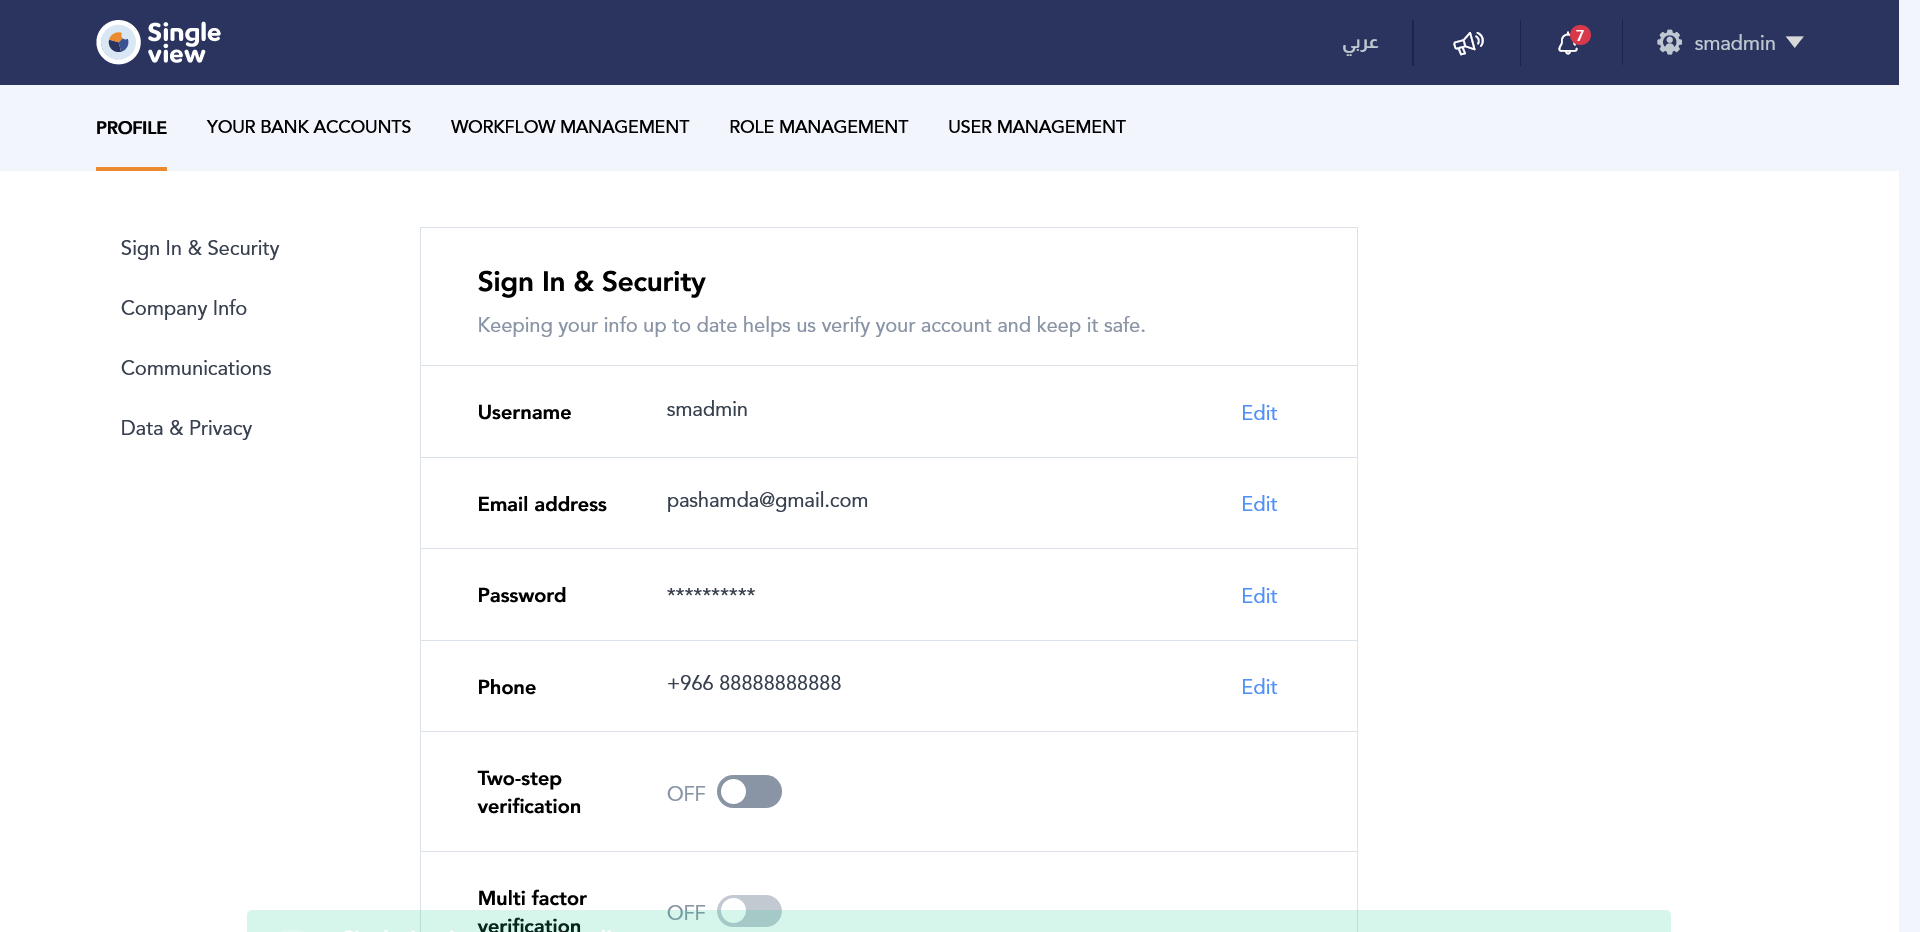 Single
view
عربي
7
smadmin
PROFILE
YOUR BANK ACCOUNTS
WORKFLOW MANAGEMENT
ROLE MANAGEMENT
USER MANAGEMENT
Sign In & Security
Company Info
Communications
Data & Privacy
Sign In & Security
Keeping your info up to date helps us verify your account and keep it safe.
Username
smadmin
Edit
Email address
pashamda@gmail.com
Edit
Password
**********
Edit
Phone
+966 88888888888
Edit
Two-step
verification
OFF
Multi factor
verification
OFF